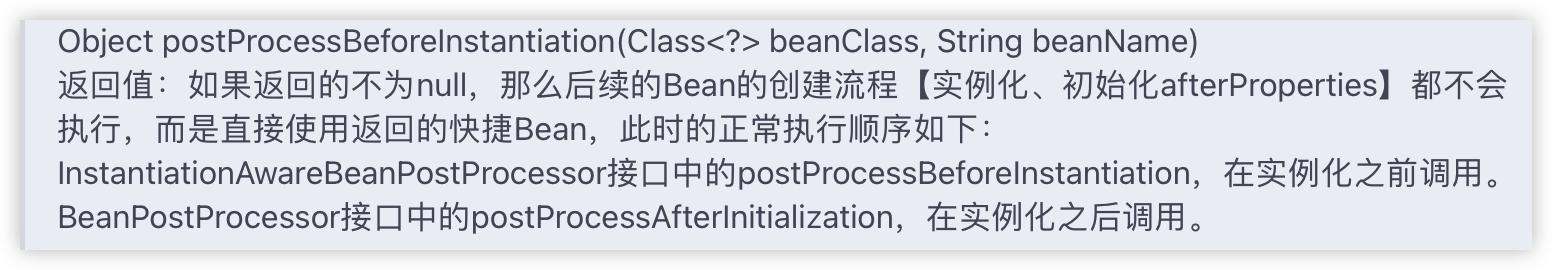 Object postProcessBeforeInstantiation(Class<?> beanClass, String beanName)
返回值：如果返回的不为null，那么后续的Bean的创建流程【实例化、初始化afterProperties】都不会
执行，而是直接使用返回的快捷Bean，此时的正常执行顺序如下：
InstantiationAwareBeanPostProcessor接口中的postProcessBeforeInstantiation，在实例化之前调用。
BeanPostProcessor接口中的postProcessAfterInitialization，在实例化之后调用。